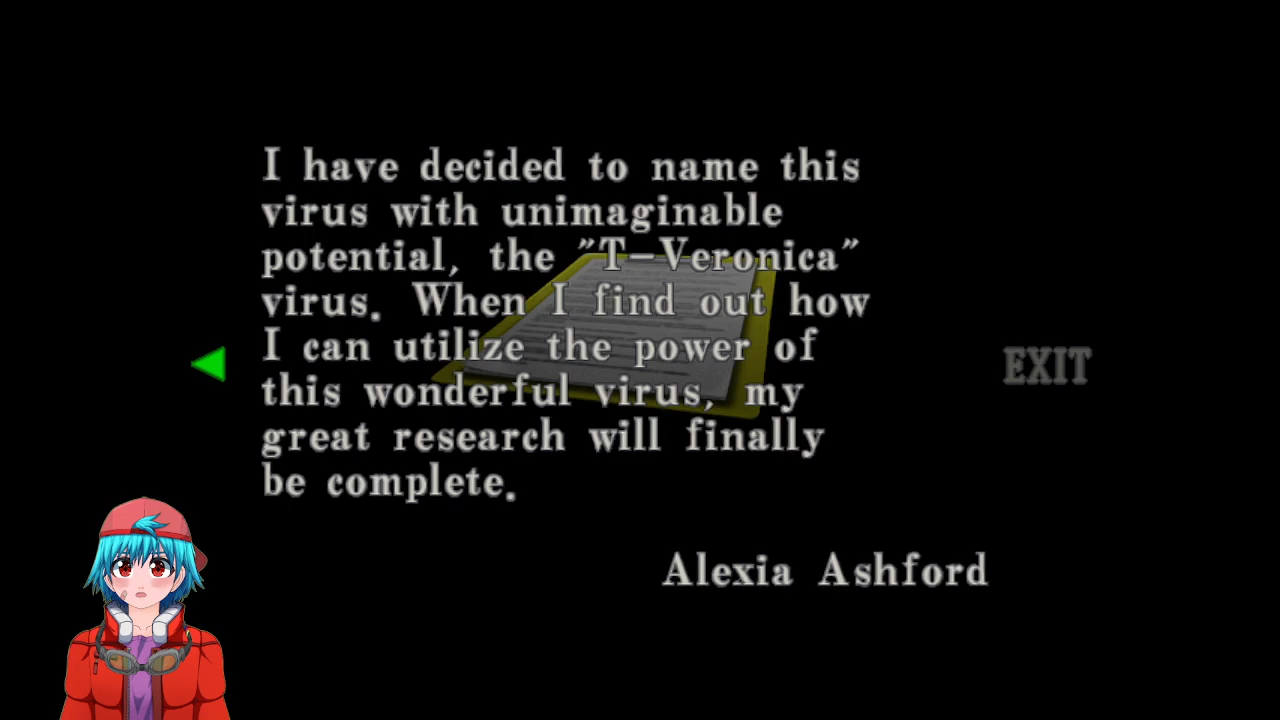 I have decided to name this
virus with unimaginable
potential, the "T-Veronica"
virus. When I find out how
I can utilize the power of
this wonderful virus, my
great research will finally
be complete.
EXIT
Alexia Ashford